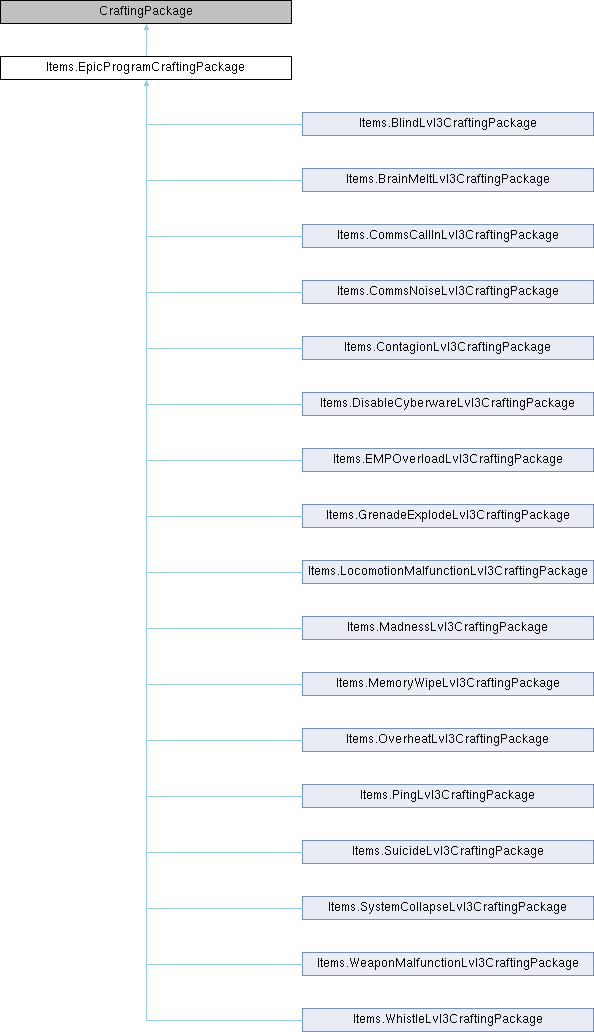 CraftingPackage
Items.EpicProgramCraftingPackage
Items.BlindLvl3CraftingPackage
Items.BrainMeltLvl3CraftingPackage
Items.CommsCallInLvl3CraftingPackage
Items.CommsNoiseLvl3CraftingPackage
Items.ContagionLvl3CraftingPackage
Items.DisableCyberwareLvl3CraftingPackage
Items.EMPOverloadLvl3CraftingPackage
Items.GrenadeExplodeLvl3CraftingPackage
Items.LocomotionMalfunctionLvl3CraftingPackage
Items.MadnessLvl3CraftingPackage
Items.MemoryWipeLvl3CraftingPackage
Items.OverheatLvl3CraftingPackage
Items.PingLvl3CraftingPackage
Items.SuicideLvl3CraftingPackage
Items.SystemCollapseLvl3CraftingPackage
Items.WeaponMalfunctionLvl3CraftingPackage
Items.WhistleLvl3CraftingPackage